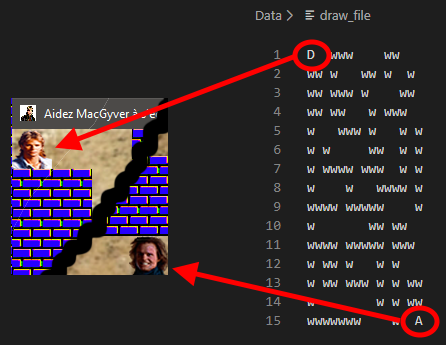 Data > draw_file
Aidez MacGyver à s'é
1 D  www    ww
2 ww w   ww w  w
3 ww www w    ww
4 ww ww   w www
5 w   www w   w w
6 w w     ww  w w
7 w wwww www  w w
8 w    w   wwww w
9 wwww wwwww    w
10 w       ww ww
11 wwww wwwww www
12 w ww w   w w
13 w ww www w w ww
14 w        w w ww
15 wwwwwww    w  A